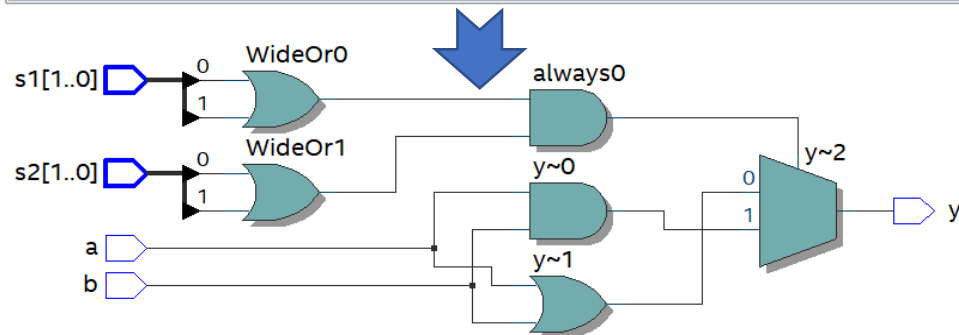 WideOr0
s1[1..0]
0
1
always0
WideOr1
s2[1..0]
0
1
y~2
y~0
0
1
y
a
b
y~1